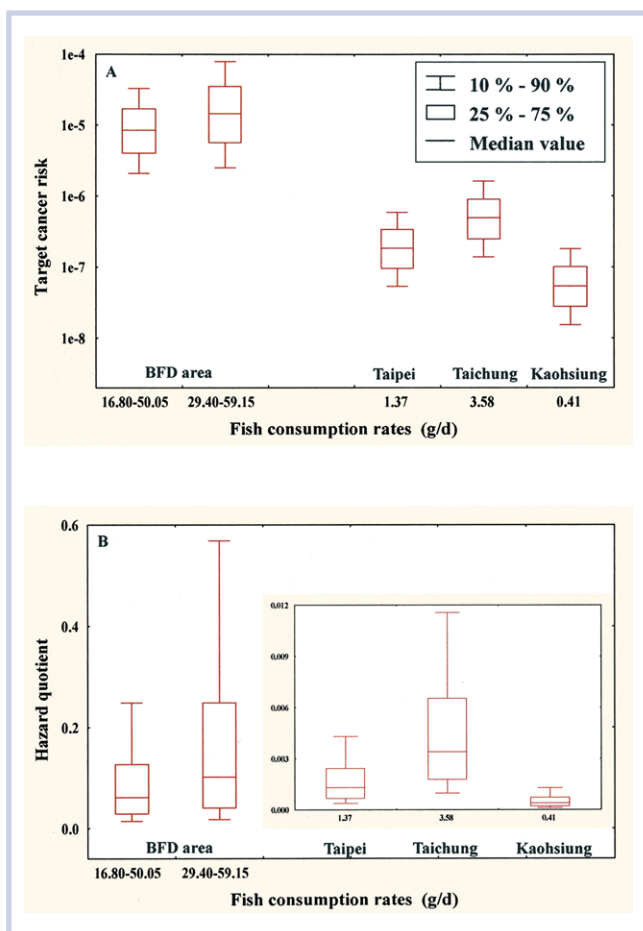 1e-4
A
10 % - 90 %
25 % - 75 %
Median value
1e-5
1e-6
1e-7
1e-8
Target cancer risk
BFD area Taipei Taichung Kaohsiung
16.80-50.05 29.40-59.15 1.37 3.58 0.41
Fish consumption rates (g/d)
0.6
B
0.4
0.2
0.0
Hazard quotient
0.012
0.009
0.006
0.003
0.000
1.37 3.58 0.41
BFD area Taipei Taichung Kaohsiung
16.80-50.05 29.40-59.15
Fish consumption rates (g/d)